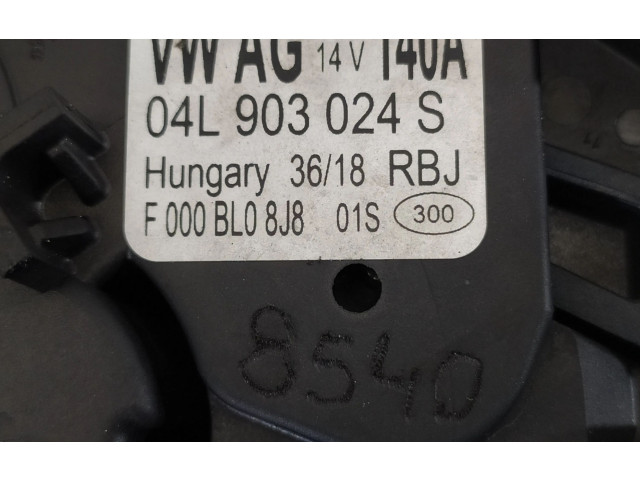 VW AG 14 V 140A
04L 903 024 S
Hungary 36/18 RBJ
F 000 BL0 8J8 01S 300
8540